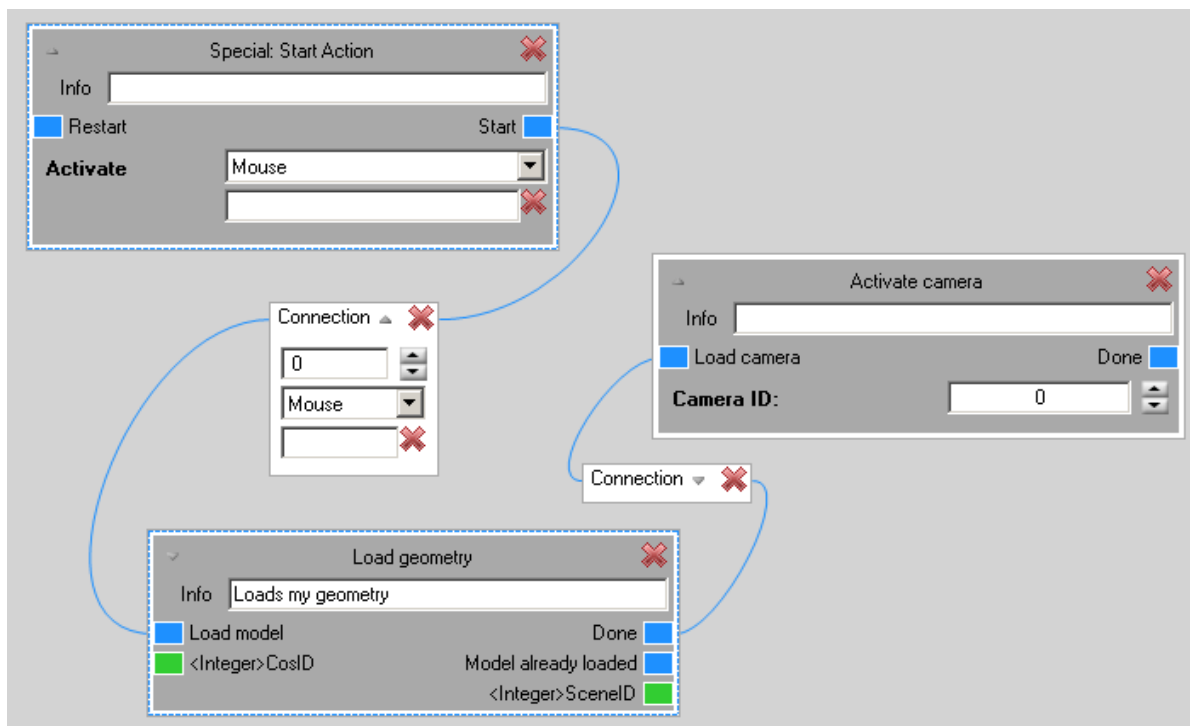 Special: Start Action
Info
Restart Start
Activate Mouse
Activate camera
Info
Load camera Done
Camera ID: 0
Connection
0
Mouse
Connection
Load geometry
Info Loads my geometry
Load model Done
<Integer>CosID Model already loaded
<Integer>SceneID